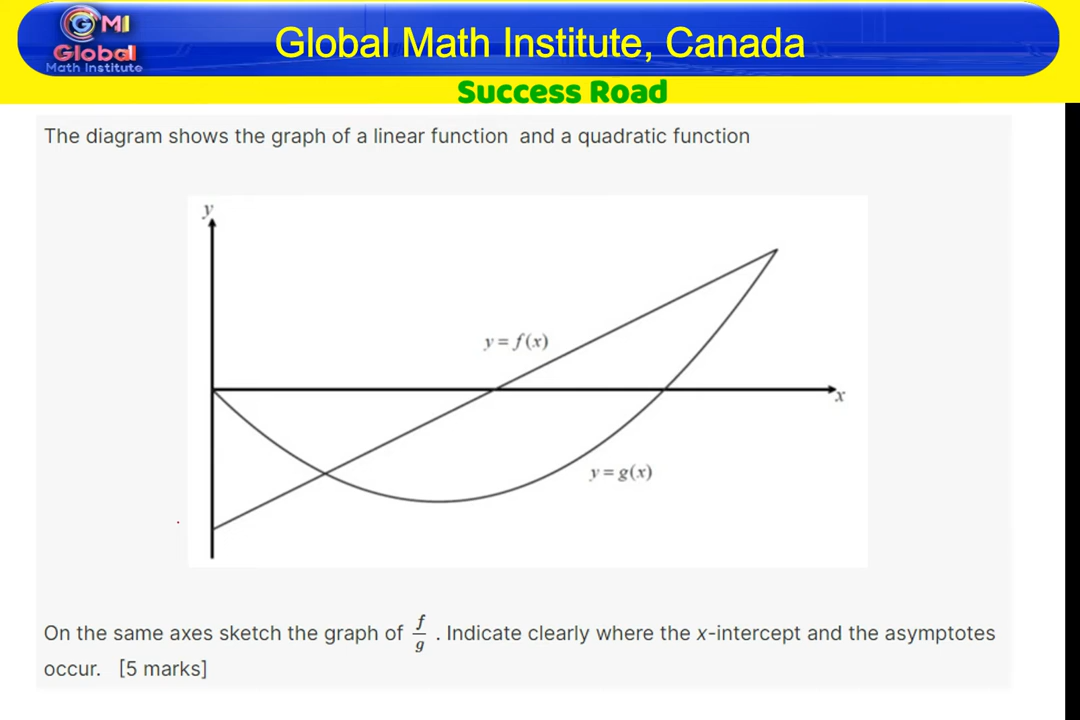 GMI
Global
Math Institute
Global Math Institute, Canada
Success Road
The diagram shows the graph of a linear function and a quadratic function
y
y = f(x)
x
y = g(x)
On the same axes sketch the graph of f/g . Indicate clearly where the x-intercept and the asymptotes
occur. [5 marks]